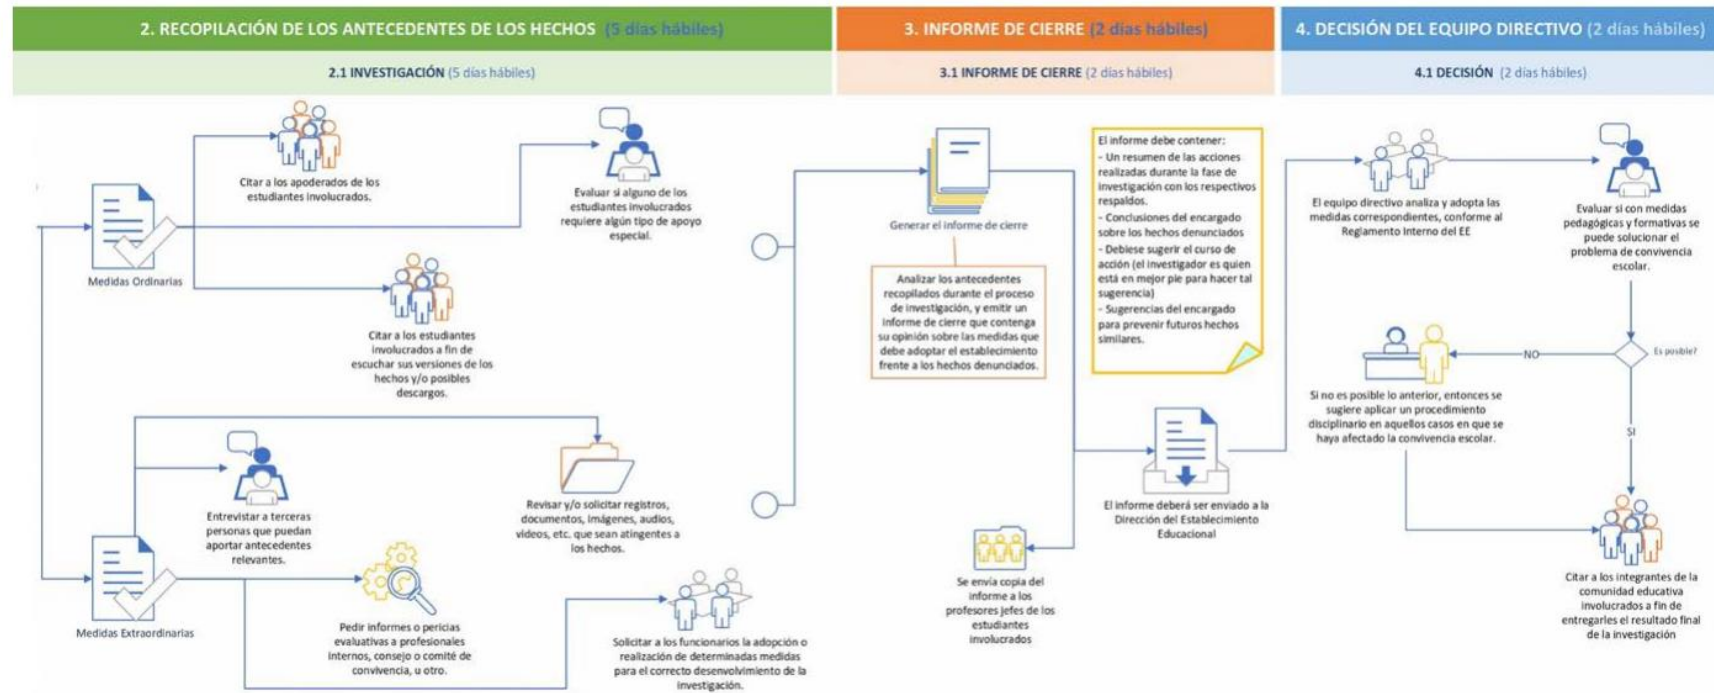 2. RECOPILACIÓN DE LOS ANTECEDENTES DE LOS HECHOS (5 días hábiles)
2.1 INVESTIGACIÓN (5 días hábiles)
Citar a los apoderados de los
estudiantes involucrados.
Evaluar si alguno de los
estudiantes involucrados
requiere algún tipo de apoyo
especial.
Medidas Ordinarias
Citar a los estudiantes
involucrados a fin de
escuchar sus versiones de los
hechos y/o posibles
descargos.
Entrevistar a terceras
personas que puedan
aportar antecedentes
relevantes.
Revisar y/o solicitar registros,
documentos, imágenes, audios,
videos, etc. que sean atingentes a
los hechos.
Medidas Extraordinarias
Pedir informes o pericias
evaluativas a profesionales
internos, consejo o comité de
convivencia, u otro.
Solicitar a los funcionarios la adopción o
realización de determinadas medidas
para el correcto desenvolvimiento de la
investigación.
3. INFORME DE CIERRE (2 días hábiles)
3.1 INFORME DE CIERRE (2 días hábiles)
Generar el informe de cierre
Analizar los antecedentes
recopilados durante el proceso
de investigación, y emitir un
informe de cierre que contenga
su opinión sobre las medidas que
debe adoptar el establecimiento
frente a los hechos denunciados.
El informe debe contener:
- Un resumen de las acciones
realizadas durante la fase de
investigación con los respectivos
respaldos.
- Conclusiones del encargado
sobre los hechos denunciados
- Debiese sugerir el curso de
acción (el investigador es quien
está en mejor pie para hacer tal
sugerencia)
- Sugerencias del encargado
para prevenir futuros hechos
similares.
El informe deberá ser enviado a la
Dirección del Establecimiento
Educacional
Se envía copia del
informe a los
profesores jefes de los
estudiantes
involucrados
4. DECISIÓN DEL EQUIPO DIRECTIVO (2 días hábiles)
4.1 DECISIÓN (2 días hábiles)
El equipo directivo analiza y adopta las
medidas correspondientes, conforme al
Reglamento Interno del EE
Evaluar si con medidas
pedagógicas y formativas se
puede solucionar el
problema de convivencia
escolar.
Es posible?
NO
Si no es posible lo anterior, entonces se
sugiere aplicar un procedimiento
disciplinario en aquellos casos en que se
haya afectado la convivencia escolar.
SI
Citar a los integrantes de la
comunidad educativa
involucrados a fin de
entregarles el resultado final
de la investigación